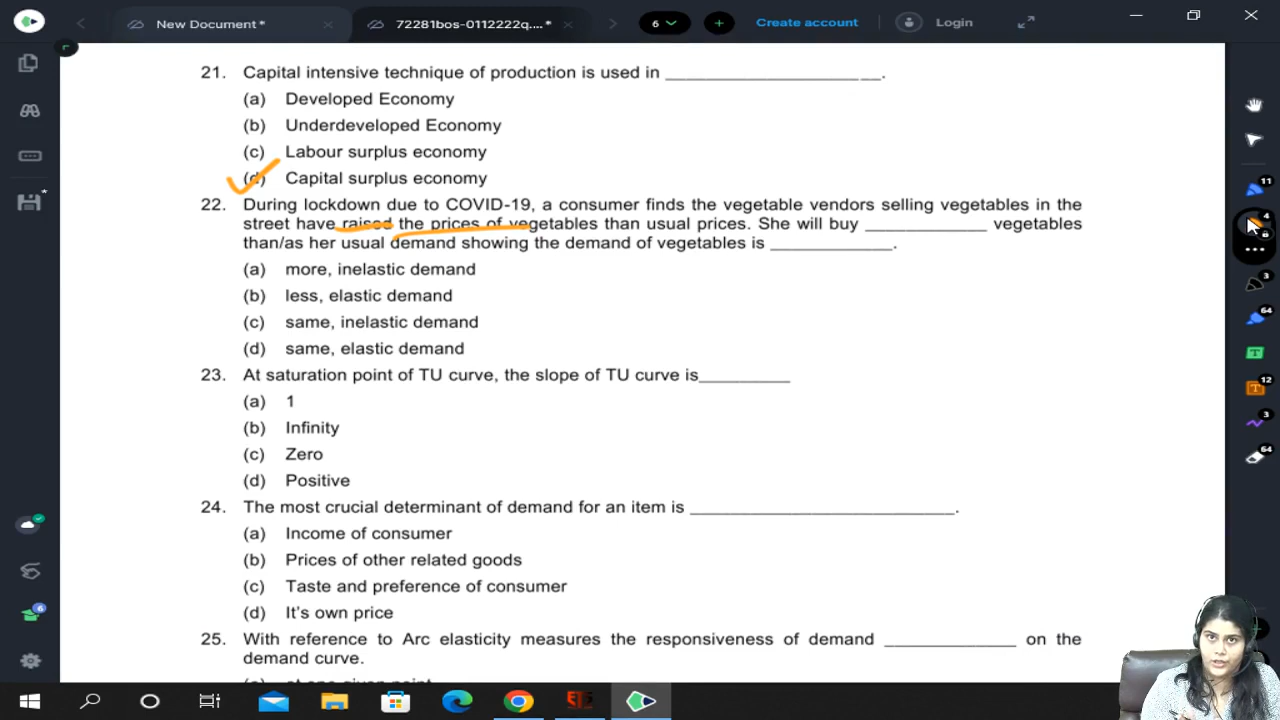 New Document *
72281bos-0112222q....*
6
Create account
Login
21. Capital intensive technique of production is used in ______________________.
(a) Developed Economy
(b) Underdeveloped Economy
(c) Labour surplus economy
(d) Capital surplus economy
22. During lockdown due to COVID-19, a consumer finds the vegetable vendors selling vegetables in the
street have raised the prices of vegetables than usual prices. She will buy ____________ vegetables
than/as her usual demand showing the demand of vegetables is ____________.
(a) more, inelastic demand
(b) less, elastic demand
(c) same, inelastic demand
(d) same, elastic demand
23. At saturation point of TU curve, the slope of TU curve is_________
(a) 1
(b) Infinity
(c) Zero
(d) Positive
24. The most crucial determinant of demand for an item is __________________________.
(a) Income of consumer
(b) Prices of other related goods
(c) Taste and preference of consumer
(d) It's own price
25. With reference to Arc elasticity measures the responsiveness of demand _____________ on the
demand curve.
11
4
3
64
12
3
64
6